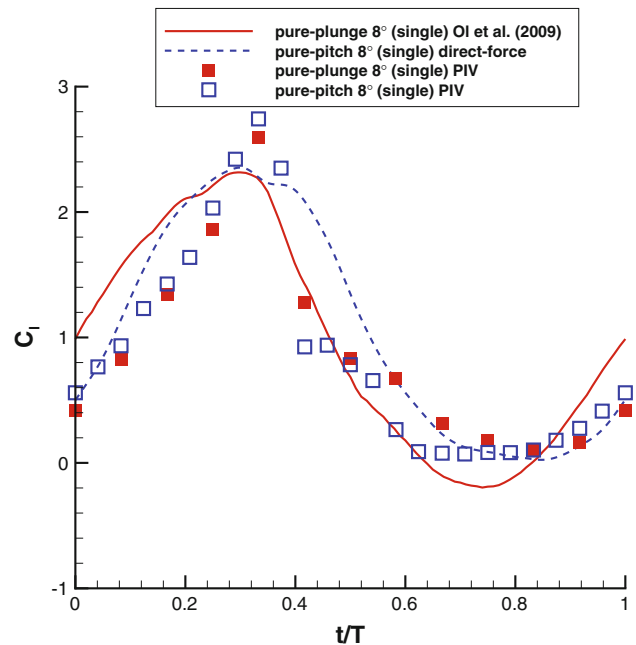 pure-plunge 8° (single) Ol et al. (2009)
pure-pitch 8° (single) direct-force
pure-plunge 8° (single) PIV
pure-pitch 8° (single) PIV
3
2
1
0
-1
C_l
0
0.2
0.4
0.6
0.8
1
t/T